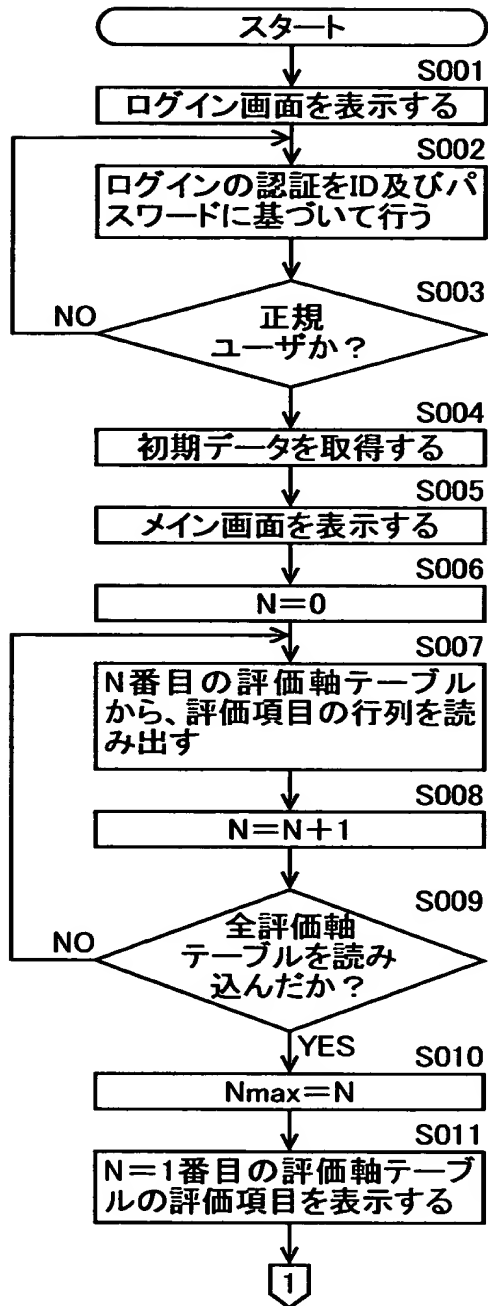 スタート
S001
ログイン画面を表示する
S002
ログインの認証をID及びパ
スワードに基づいて行う
S003
NO
正規
ユーザか？
S004
初期データを取得する
S005
メイン画面を表示する
S006
N＝0
S007
N番目の評価軸テーブル
から、評価項目の行列を読
み出す
S008
N＝N＋1
S009
NO
全評価軸
テーブルを読み
込んだか？
YES
S010
Nmax＝N
S011
N＝1番目の評価軸テーブ
ルの評価項目を表示する
1